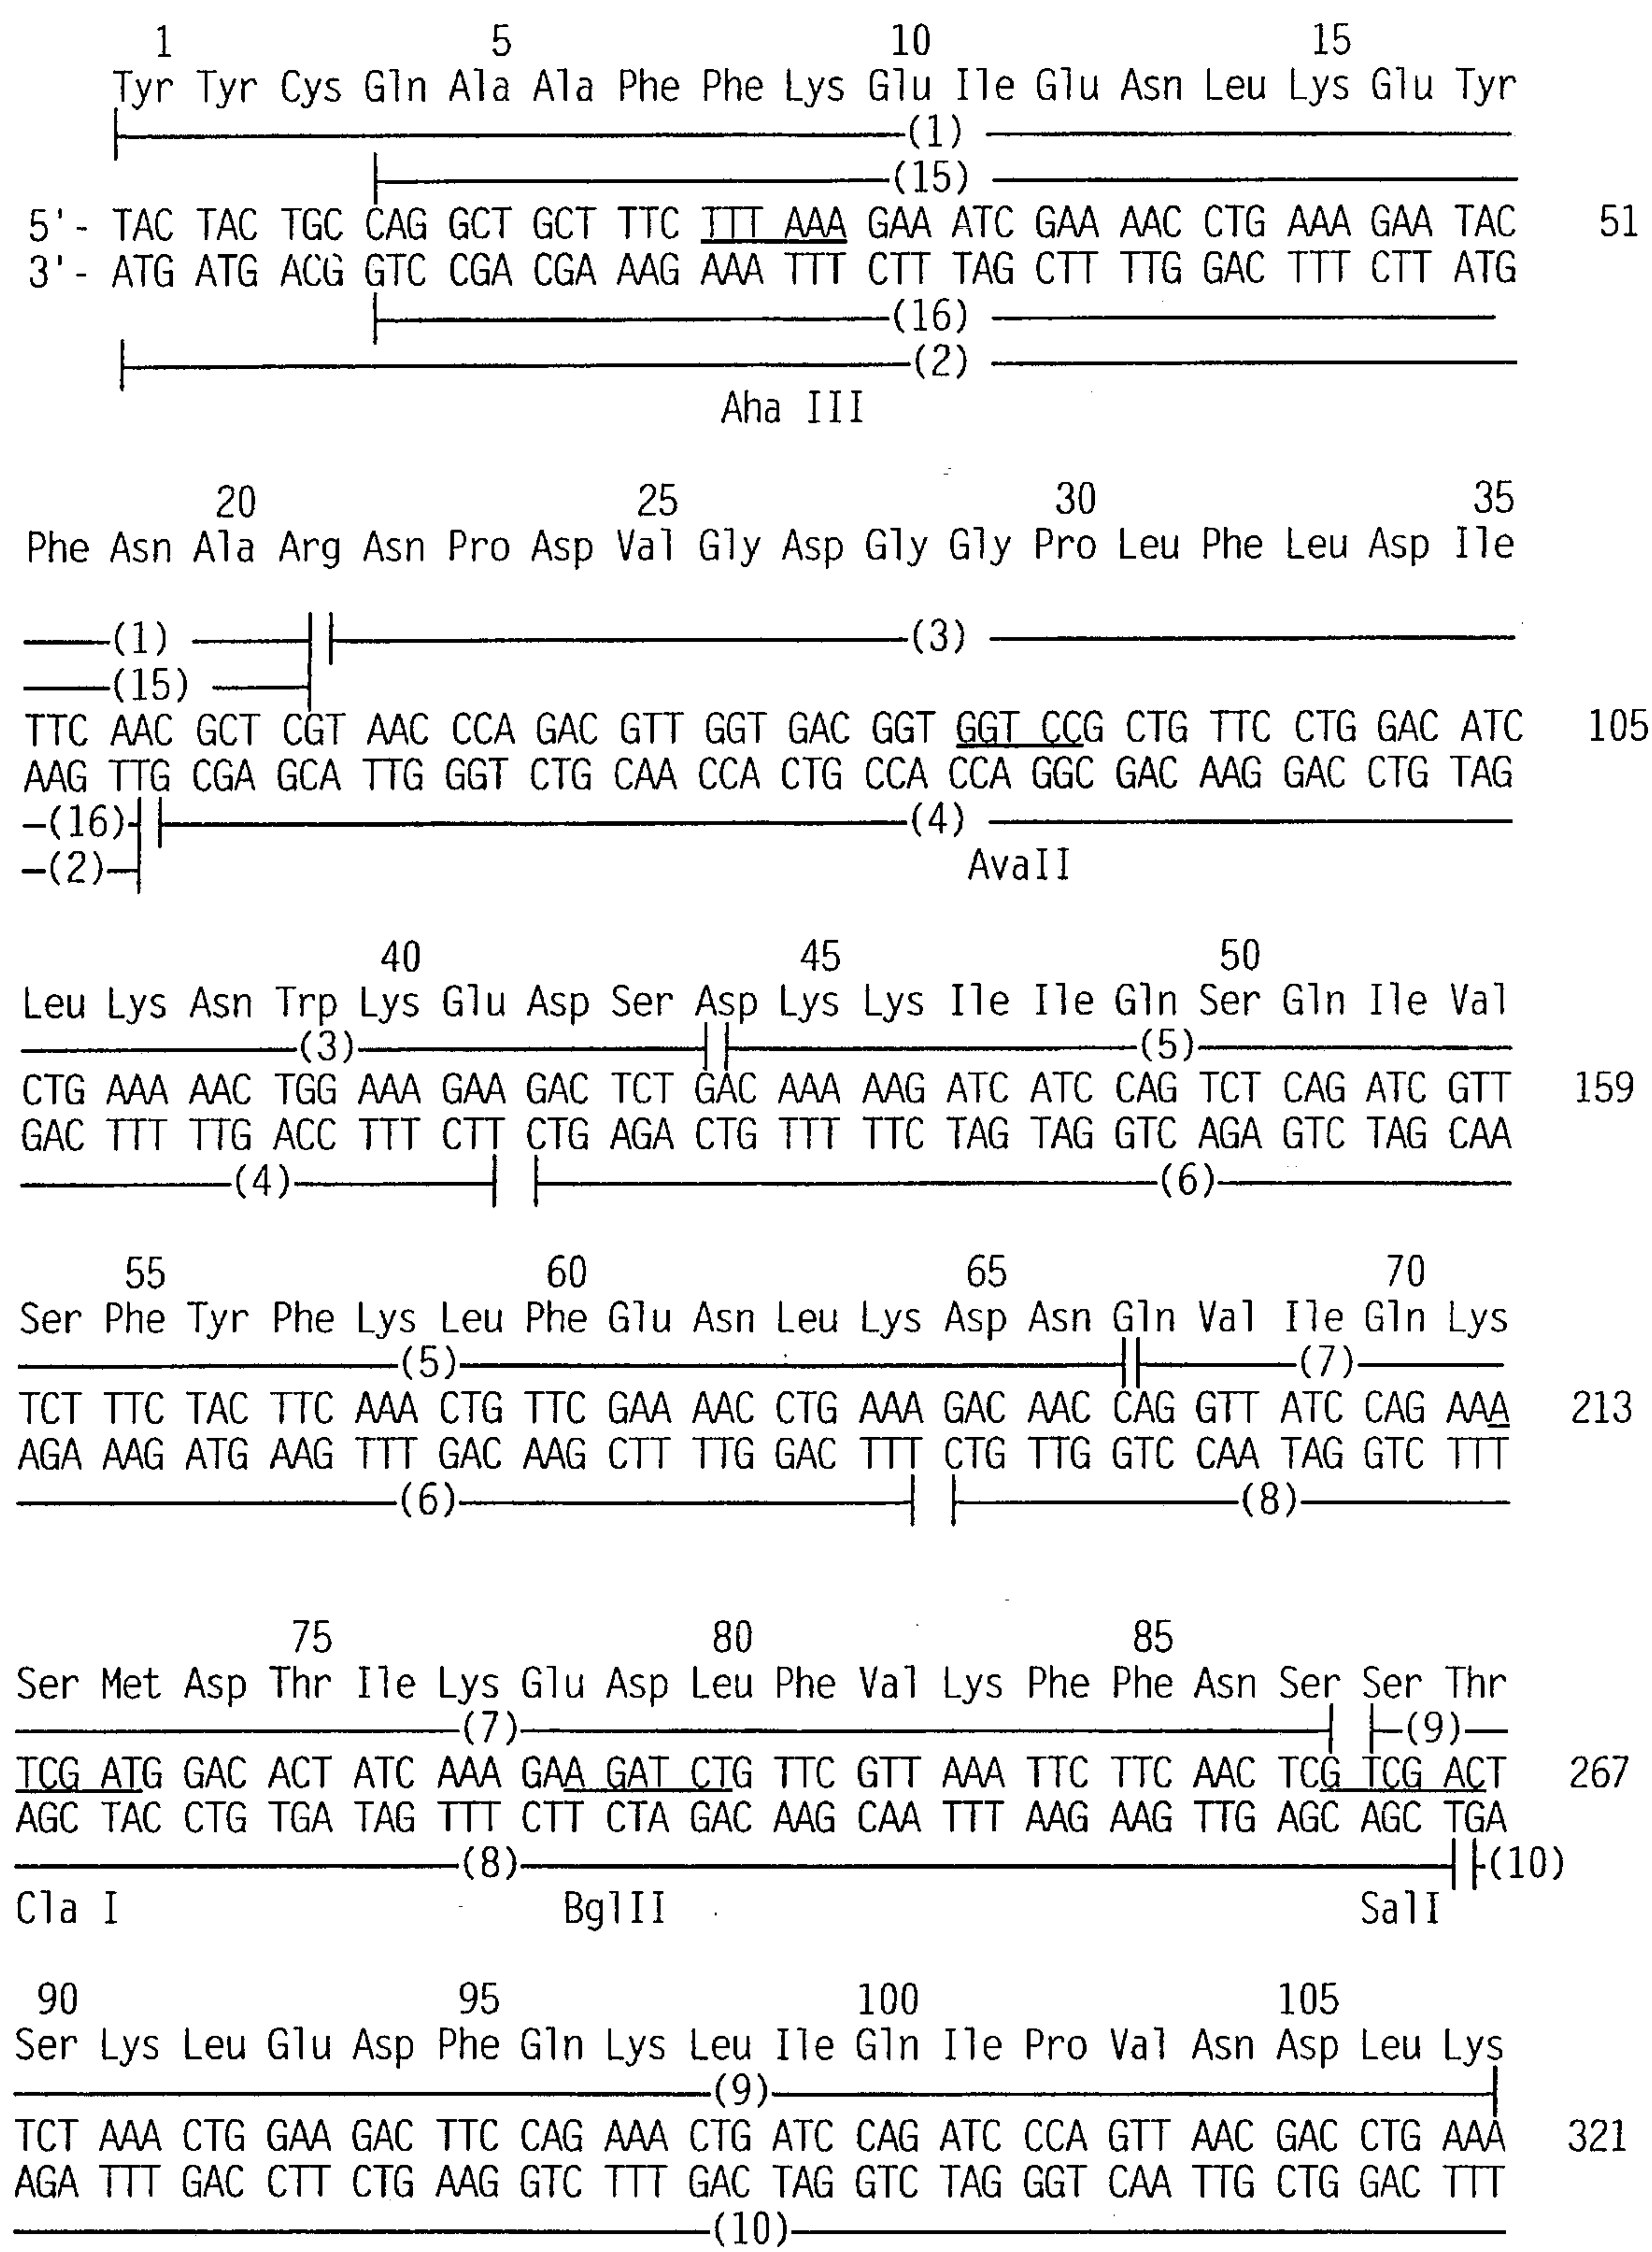 1 5 10 15
Tyr Tyr Cys Gln Ala Ala Phe Phe Lys Glu Ile Glu Asn Leu Lys Glu Tyr
(1)
(15)
5'- TAC TAC TGC CAG GCT GCT TTC TTT AAA GAA ATC GAA AAC CTG AAA GAA TAC 51
3'- ATG ATG ACG GTC CGA CGA AAG AAA TTT CTT TAG CTT TTG GAC TTT CTT ATG
(16)
(2)
Aha III
20 25 30 35
Phe Asn Ala Arg Asn Pro Asp Val Gly Asp Gly Gly Pro Leu Phe Leu Asp Ile
(1) (3)
(15)
TTC AAC GCT CGT AAC CCA GAC GTT GGT GAC GGT GGT CCG CTG TTC CTG GAC ATC 105
AAG TTG CGA GCA TTG GGT CTG CAA CCA CTG CCA CCA GGC GAC AAG GAC CTG TAG
(16) (4)
(2) AvaII
40 45 50
Leu Lys Asn Trp Lys Glu Asp Ser Asp Lys Lys Ile Ile Gln Ser Gln Ile Val
(3) (5)
CTG AAA AAC TGG AAA GAA GAC TCT GAC AAA AAG ATC ATC CAG TCT CAG ATC GTT 159
GAC TTT TTG ACC TTT CTT CTG AGA CTG TTT TTC TAG TAG GTC AGA GTC TAG CAA
(4) (6)
55 60 65 70
Ser Phe Tyr Phe Lys Leu Phe Glu Asn Leu Lys Asp Asn Gln Val Ile Gln Lys
(5) (7)
TCT TTC TAC TTC AAA CTG TTC GAA AAC CTG AAA GAC AAC CAG GTT ATC CAG AAA 213
AGA AAG ATG AAG TTT GAC AAG CTT TTG GAC TTT CTG TTG GTC CAA TAG GTC TTT
(6) (8)
75 80 85
Ser Met Asp Thr Ile Lys Glu Asp Leu Phe Val Lys Phe Phe Asn Ser Ser Thr
(7) (9)
TCG ATG GAC ACT ATC AAA GAA GAT CTG TTC GTT AAA TTC TTC AAC TCG TCG ACT 267
AGC TAC CTG TGA TAG TTT CTT CTA GAC AAG CAA TTT AAG AAG TTG AGC AGC TGA
(8) (10)
Cla I BglII SalI
90 95 100 105
Ser Lys Leu Glu Asp Phe Gln Lys Leu Ile Gln Ile Pro Val Asn Asp Leu Lys
(9)
TCT AAA CTG GAA GAC TTC CAG AAA CTG ATC CAG ATC CCA GTT AAC GAC CTG AAA 321
AGA TTT GAC CTT CTG AAG GTC TTT GAC TAG GTC TAG GGT CAA TTG CTG GAC TTT
(10)